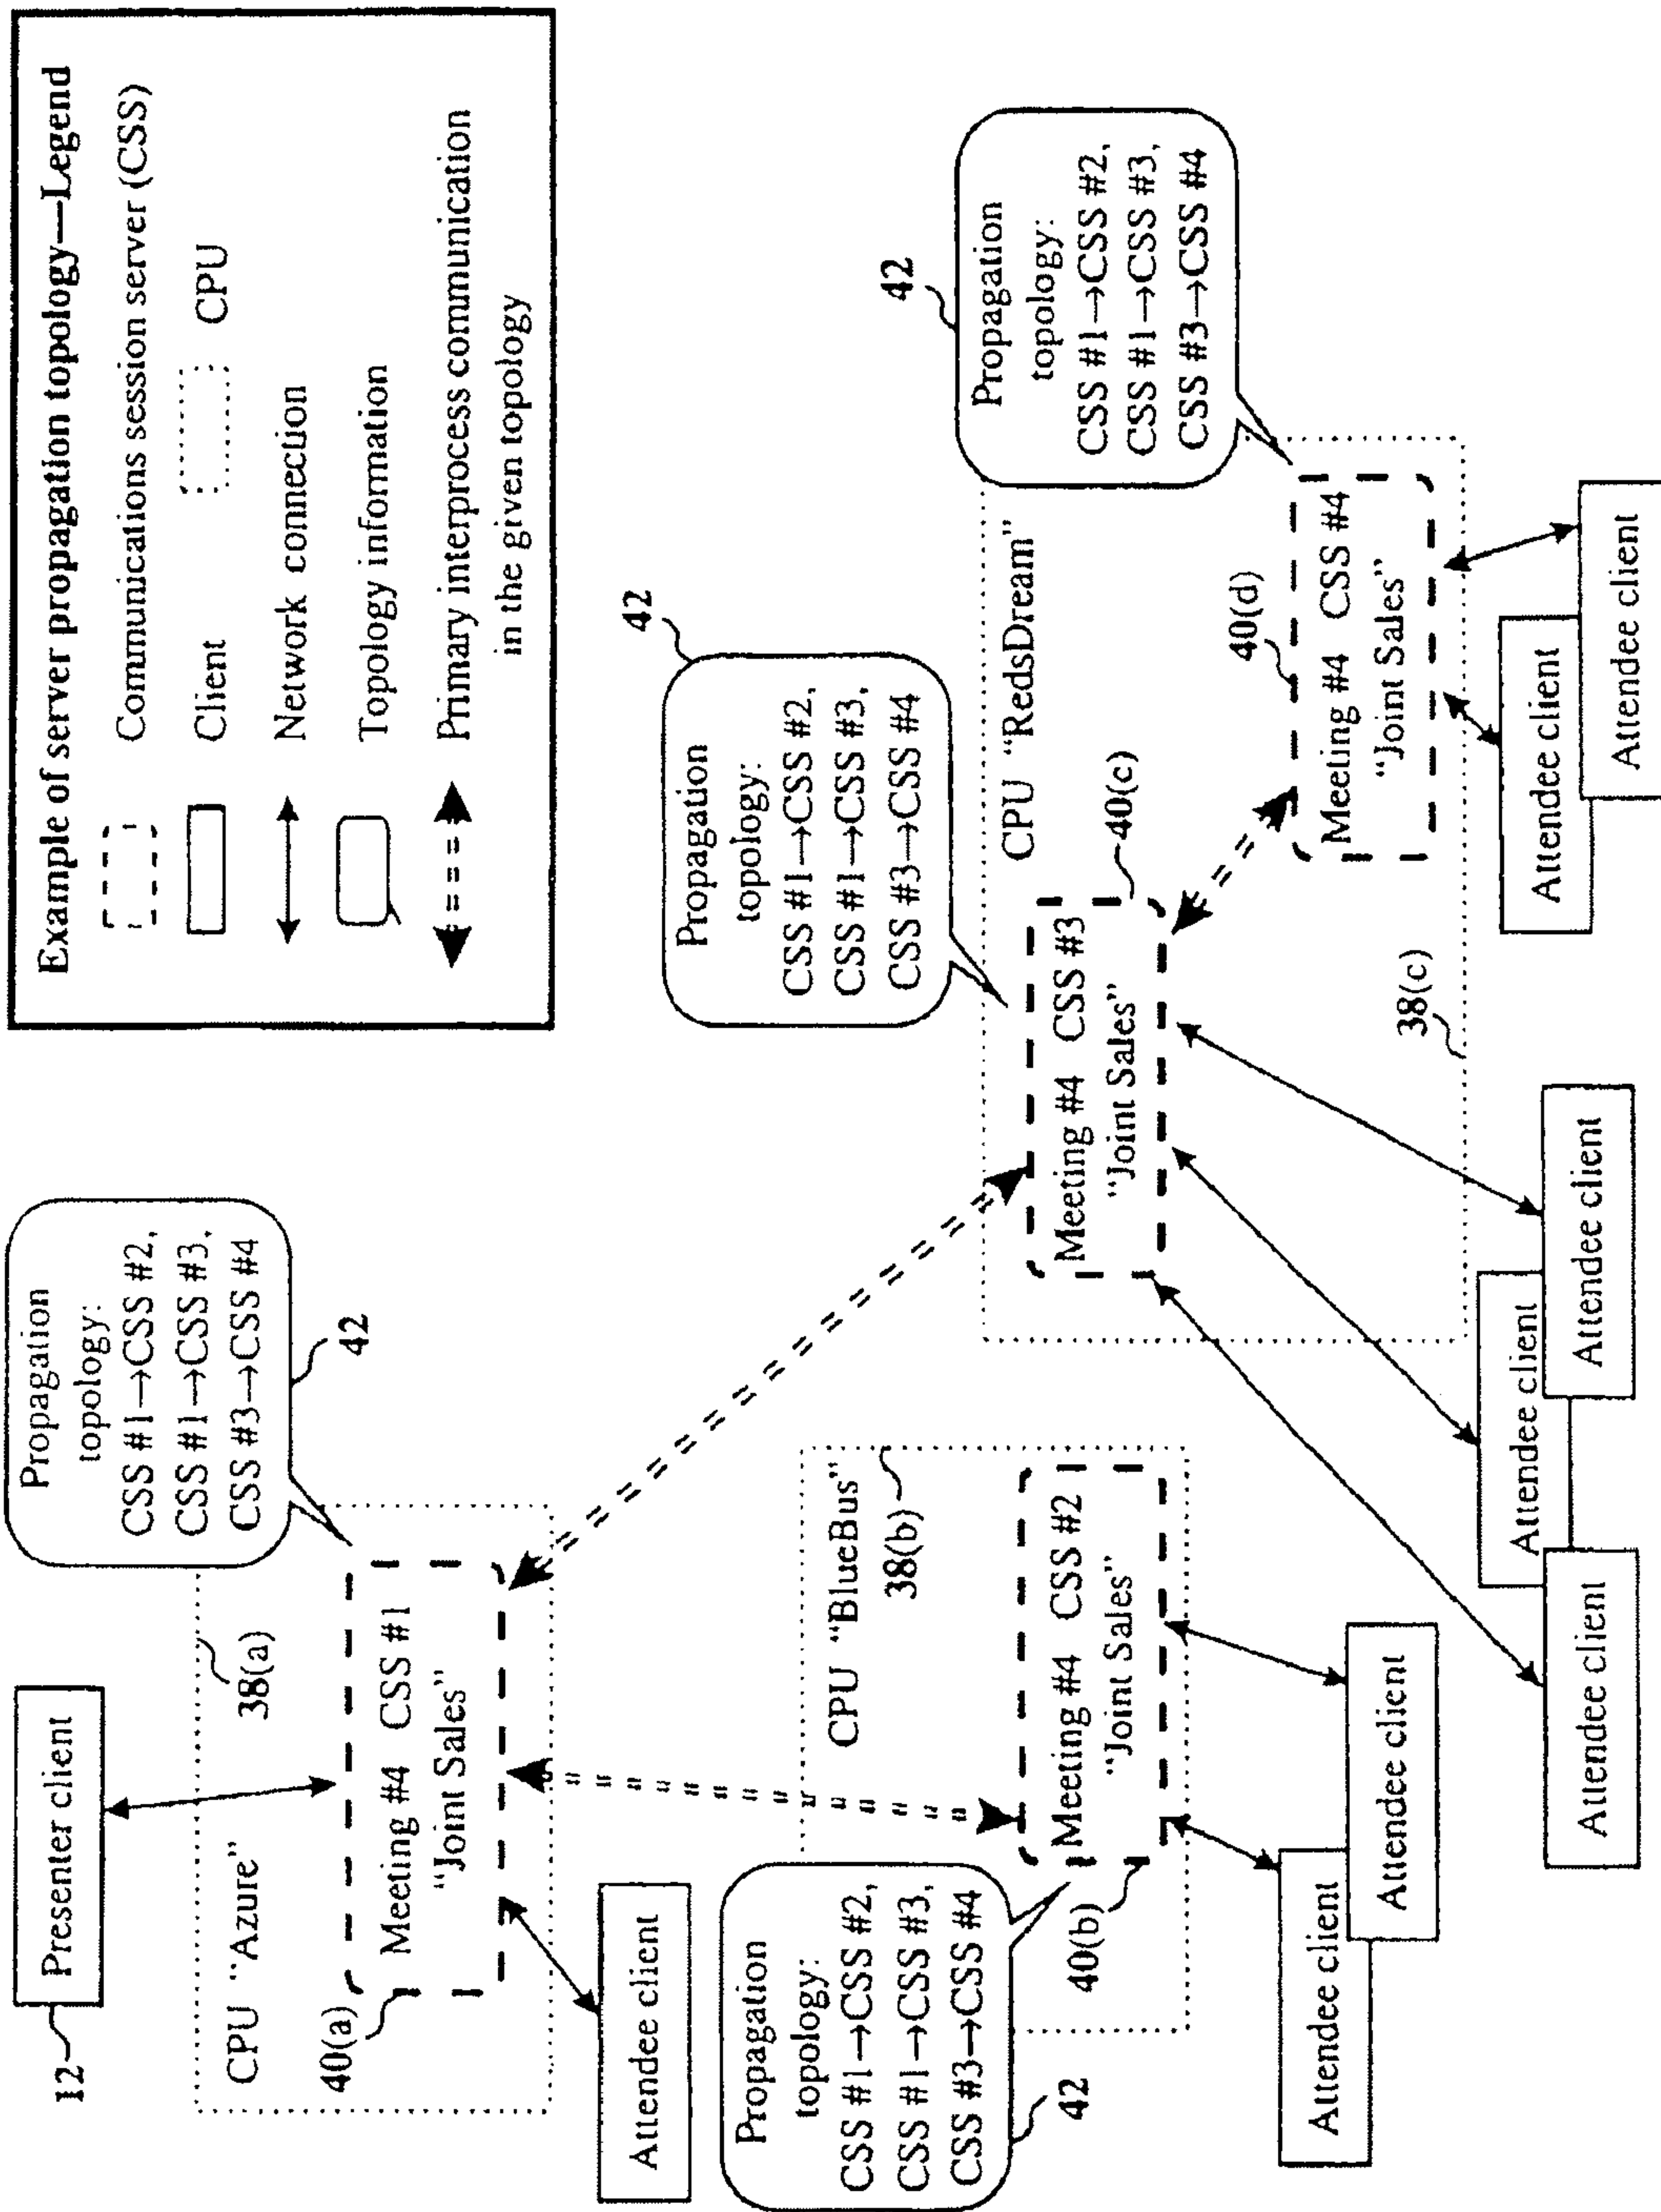 Example of server propagation topology—Legend
Communications session server (CSS)
Client
CPU
Network connection
Topology information
Primary interprocess communication
in the given topology
12
Presenter client
38(a)
CPU "Azure"
40(a)
Meeting #4 CSS #1
"Joint Sales"
Propagation
topology:
CSS #1→CSS #2,
CSS #1→CSS #3,
CSS #3→CSS #4
42
Attendee client
Propagation
topology:
CSS #1→CSS #2,
CSS #1→CSS #3,
CSS #3→CSS #4
42
CPU "BlueBus"
38(b)
40(b)
Meeting #4 CSS #2
"Joint Sales"
Attendee client
Attendee client
Propagation
topology:
CSS #1→CSS #2,
CSS #1→CSS #3,
CSS #3→CSS #4
42
CPU "RedsDream"
40(c)
Meeting #4 CSS #3
"Joint Sales"
38(c)
Attendee client
Attendee client
Attendee client
Propagation
topology:
CSS #1→CSS #2,
CSS #1→CSS #3,
CSS #3→CSS #4
42
40(d)
Meeting #4 CSS #4
"Joint Sales"
Attendee client
Attendee client